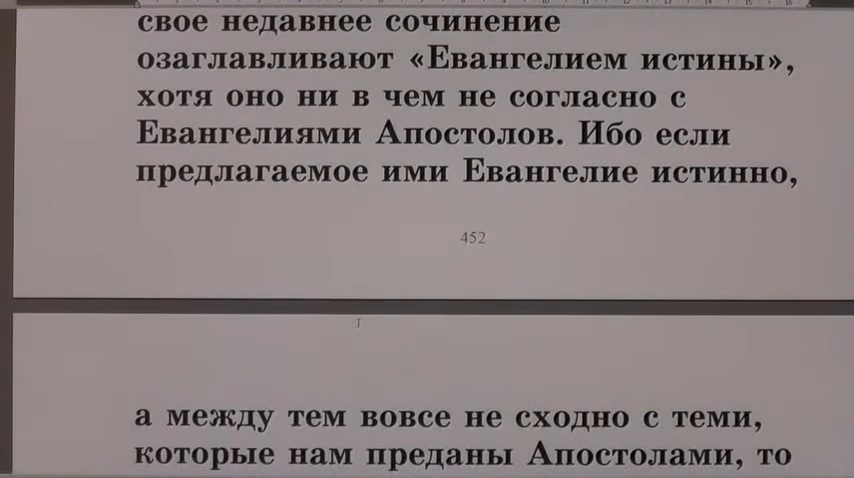 свое недавнее сочинение
озаглавливают «Евангелием истины»,
хотя оно ни в чем не согласно с
Евангелиями Апостолов. Ибо если
предлагаемое ими Евангелие истинно,
452
а между тем вовсе не сходно с теми,
которые нам преданы Апостолами, то